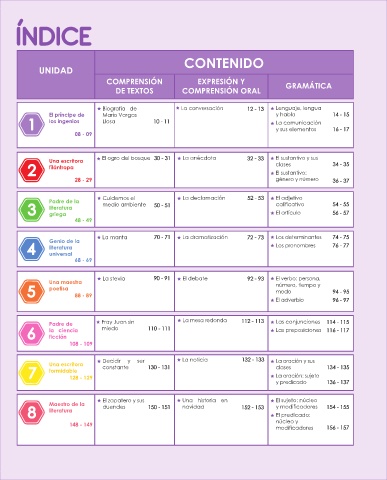 ÍNDICE
UNIDAD
CONTENIDO
COMPRENSIÓN
DE TEXTOS
EXPRESIÓN Y
COMPRENSIÓN ORAL
GRAMÁTICA
1
El príncipe de
los ingenios
08 - 09
Biografía de
Mario Vargas
Llosa 10 - 11
La conversación 12 - 13
Lenguaje, lengua
y habla 14 - 15
La comunicación
y sus elementos 16 - 17
2
Una escritora
filántropa
28 - 29
El ogro del bosque 30 - 31
La anécdota 32 - 33
El sustantivo y sus
clases 34 - 35
El sustantivo:
género y número 36 - 37
3
Padre de la
literatura
griega
48 - 49
Cuidemos el
medio ambiente 50 - 51
La declamación 52 - 53
El adjetivo
calificativo 54 - 55
El artículo 56 - 57
4
Genio de la
literatura
universal
68 - 69
La manta 70 - 71
La dramatización 72 - 73
Los determinantes 74 - 75
Los pronombres 76 - 77
5
Una maestra
poetisa
88 - 89
La stevia 90 - 91
El debate 92 - 93
El verbo: persona,
número, tiempo y
modo 94 - 95
El adverbio 96 - 97
6
Padre de
la ciencia
ficción
108 - 109
Fray Juan sin
miedo 110 - 111
La mesa redonda 112 - 113
Las conjunciones 114 - 115
Las preposiciones 116 - 117
7
Una escritora
formidable
128 - 129
Decidir y ser
constante 130 - 131
La noticia 132 - 133
La oración y sus
clases 134 - 135
La oración: sujeto
y predicado 136 - 137
8
Maestro de la
literatura
148 - 149
El zapatero y sus
duendes 150 - 151
Una historia en
navidad 152 - 153
El sujeto: núcleo
y modificadores 154 - 155
El predicado:
núcleo y
modificadores 156 - 157